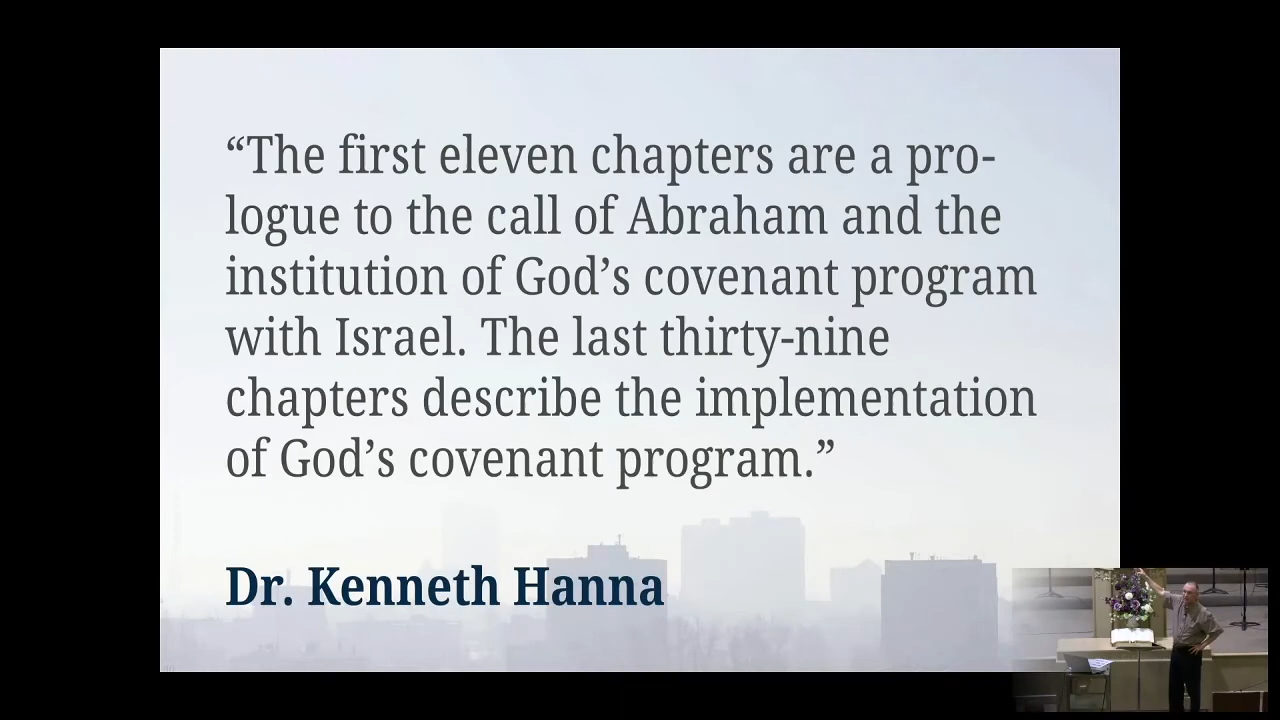 “The first eleven chapters are a pro-
logue to the call of Abraham and the
institution of God’s covenant program
with Israel. The last thirty-nine
chapters describe the implementation
of God’s covenant program.”
Dr. Kenneth Hanna